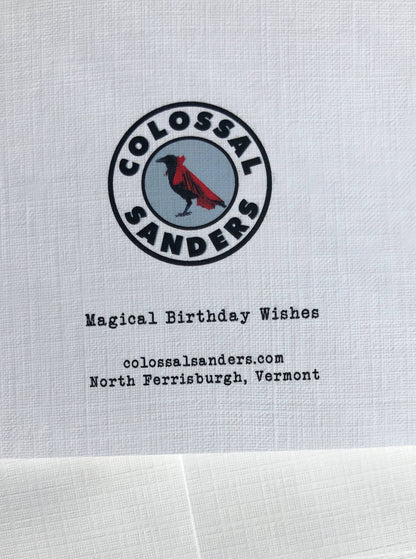 COLOSSAL
SANDERS
Magical Birthday Wishes
colossalsanders.com
North Ferrisburgh, Vermont